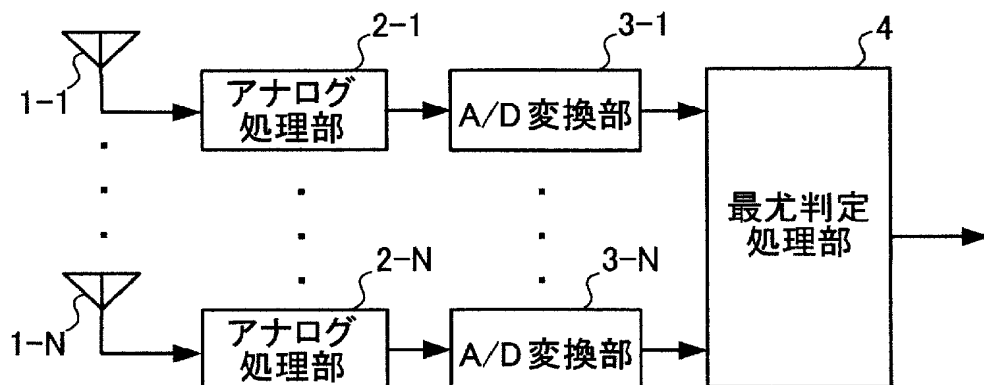 2-1
3-1
4
1-1
アナログ
処理部
A/D変換部
最尤判定
処理部
2-N
3-N
1-N
アナログ
処理部
A/D変換部